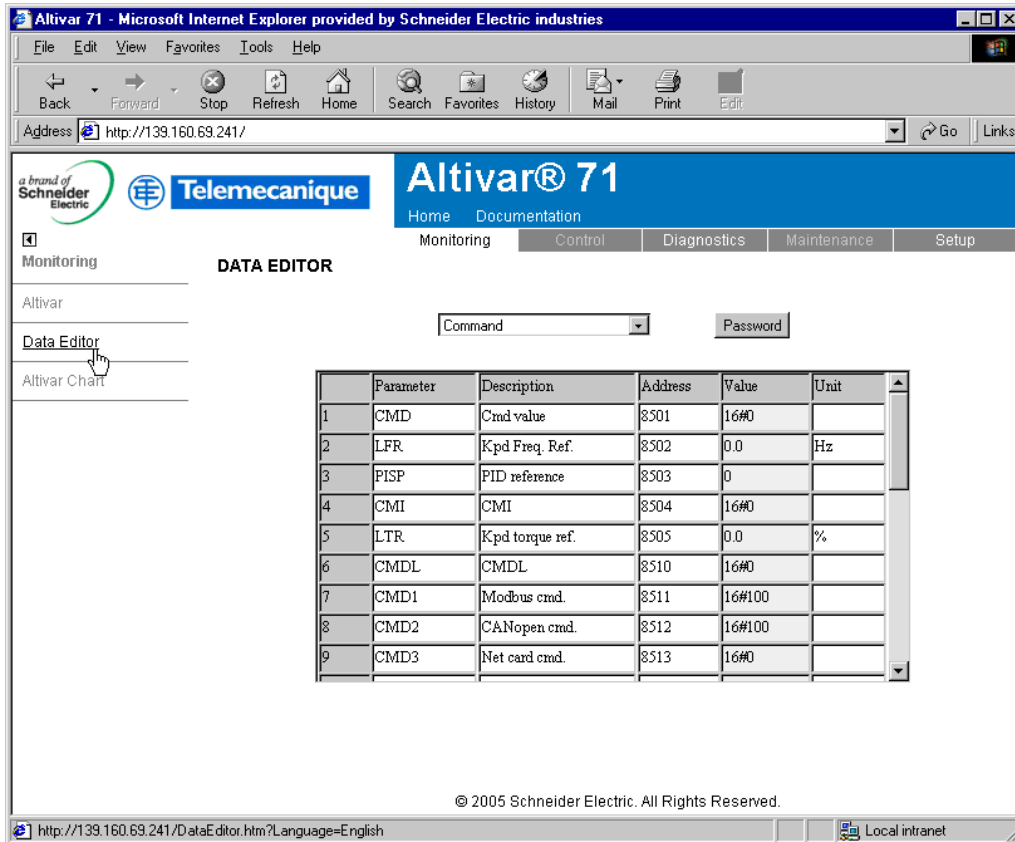 Altivar 71 - Microsoft Internet Explorer provided by Schneider Electric industries
File Edit View Favorites Tools Help
Back Forward Stop Refresh Home Search Favorites History Mail Print Edit
Address http://139.160.69.241/ Go Links
a brand of
Schneider
Electric
Telemecanique
Altivar® 71
Home Documentation
Monitoring Control Diagnostics Maintenance Setup
Monitoring
Altivar
Data Editor
Altivar Chart
DATA EDITOR
Command Password
Parameter Description Address Value Unit
1 CMD Cmd value 8501 16#0
2 LFR Kpd Freq. Ref. 8502 0.0 Hz
3 PISP PID reference 8503 0
4 CMI CMI 8504 16#0
5 LTR Kpd torque ref. 8505 0.0 %
6 CMDL CMDL 8510 16#0
7 CMD1 Modbus cmd. 8511 16#100
8 CMD2 CANopen cmd. 8512 16#100
9 CMD3 Net card cmd. 8513 16#0
© 2005 Schneider Electric. All Rights Reserved.
http://139.160.69.241/DataEditor.htm?Language=English Local intranet